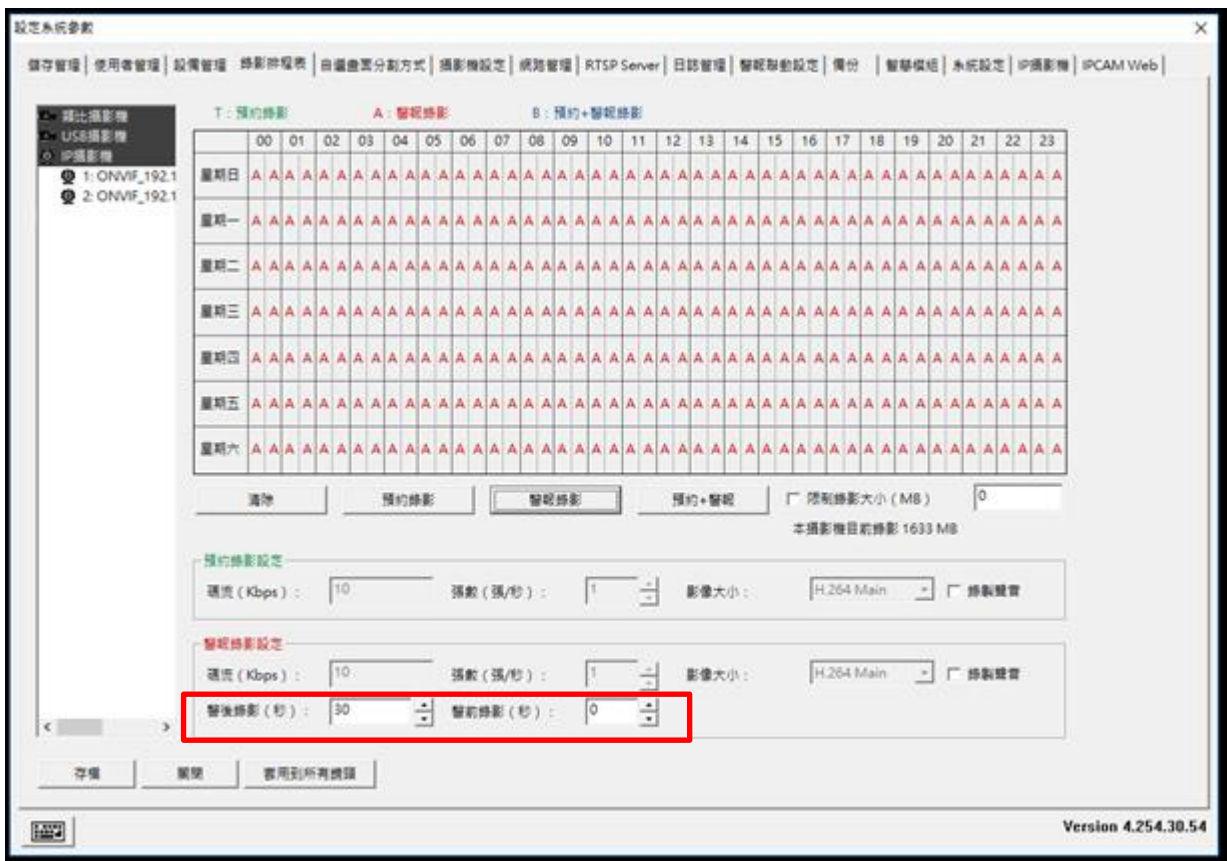 設定系統參數
儲存管理 使用者管理 設備管理 錄影排程表 自選畫面分割方式 攝影機設定 網路管理 RTSP Server 日誌管理 警報聯動設定 備份 智慧模組 系統設定 IP攝影機 IPCAM Web
類比攝影機
USB攝影機
IP攝影機
1: ONVIF_192.1
2: ONVIF_192.1
T：預約錄影 A：警報錄影 B：預約+警報錄影
00 01 02 03 04 05 06 07 08 09 10 11 12 13 14 15 16 17 18 19 20 21 22 23
星期日 A A A A A A A A A A A A A A A A A A A A A A A A A A A A A A A A A A A A A A A A A A A A A A A A
星期一 A A A A A A A A A A A A A A A A A A A A A A A A A A A A A A A A A A A A A A A A A A A A A A A A
星期二 A A A A A A A A A A A A A A A A A A A A A A A A A A A A A A A A A A A A A A A A A A A A A A A A
星期三 A A A A A A A A A A A A A A A A A A A A A A A A A A A A A A A A A A A A A A A A A A A A A A A A
星期四 A A A A A A A A A A A A A A A A A A A A A A A A A A A A A A A A A A A A A A A A A A A A A A A A
星期五 A A A A A A A A A A A A A A A A A A A A A A A A A A A A A A A A A A A A A A A A A A A A A A A A
星期六 A A A A A A A A A A A A A A A A A A A A A A A A A A A A A A A A A A A A A A A A A A A A A A A A
清除 預約錄影 警報錄影 預約+警報 限制錄影大小（MB） 0
本攝影機目前錄影 1633 MB
預約錄影設定
碼流（Kbps）： 10 張數（張/秒）： 1 影像大小： H.264 Main 錄製聲音
警報錄影設定
碼流（Kbps）： 10 張數（張/秒）： 1 影像大小： H.264 Main 錄製聲音
警後錄影（秒）： 30 警前錄影（秒）： 0
存檔 關閉 套用到所有鏡頭
Version 4.254.30.54